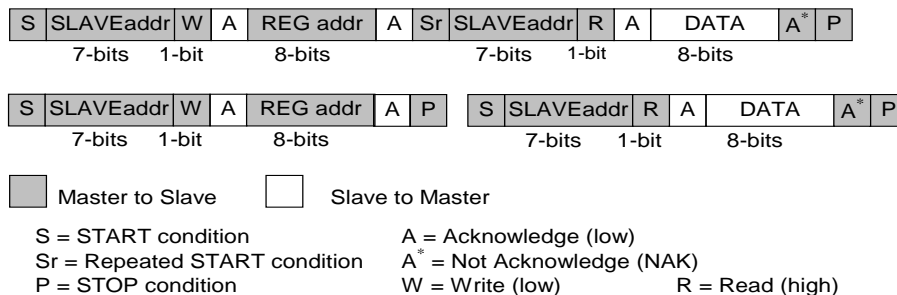 S SLAVEaddr W A REG addr A Sr SLAVEaddr R A DATA A* P
7-bits 1-bit 8-bits 7-bits 1-bit 8-bits
S SLAVEaddr W A REG addr A P S SLAVEaddr R A DATA A* P
7-bits 1-bit 8-bits 7-bits 1-bit 8-bits
Master to Slave Slave to Master
S = START condition A = Acknowledge (low)
Sr = Repeated START condition A* = Not Acknowledge (NAK)
P = STOP condition W = Write (low) R = Read (high)